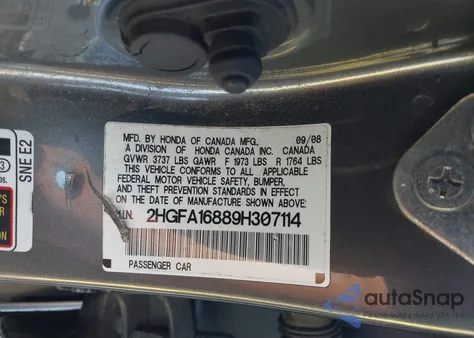 MFD. BY HONDA OF CANADA MFG. 09/08
A DIVISION OF HONDA CANADA INC. CANADA
GVWR 3737 LBS GAWR F 1973 LBS R 1764 LBS
THIS VEHICLE CONFORMS TO ALL APPLICABLE
FEDERAL MOTOR VEHICLE SAFETY, BUMPER,
AND THEFT PREVENTION STANDARDS IN EFFECT
ON THE DATE OF MANUFACTURE SHOWN ABOVE:
2HGFA16889H307114
PASSENGER CAR
SNE E2
autoSnap